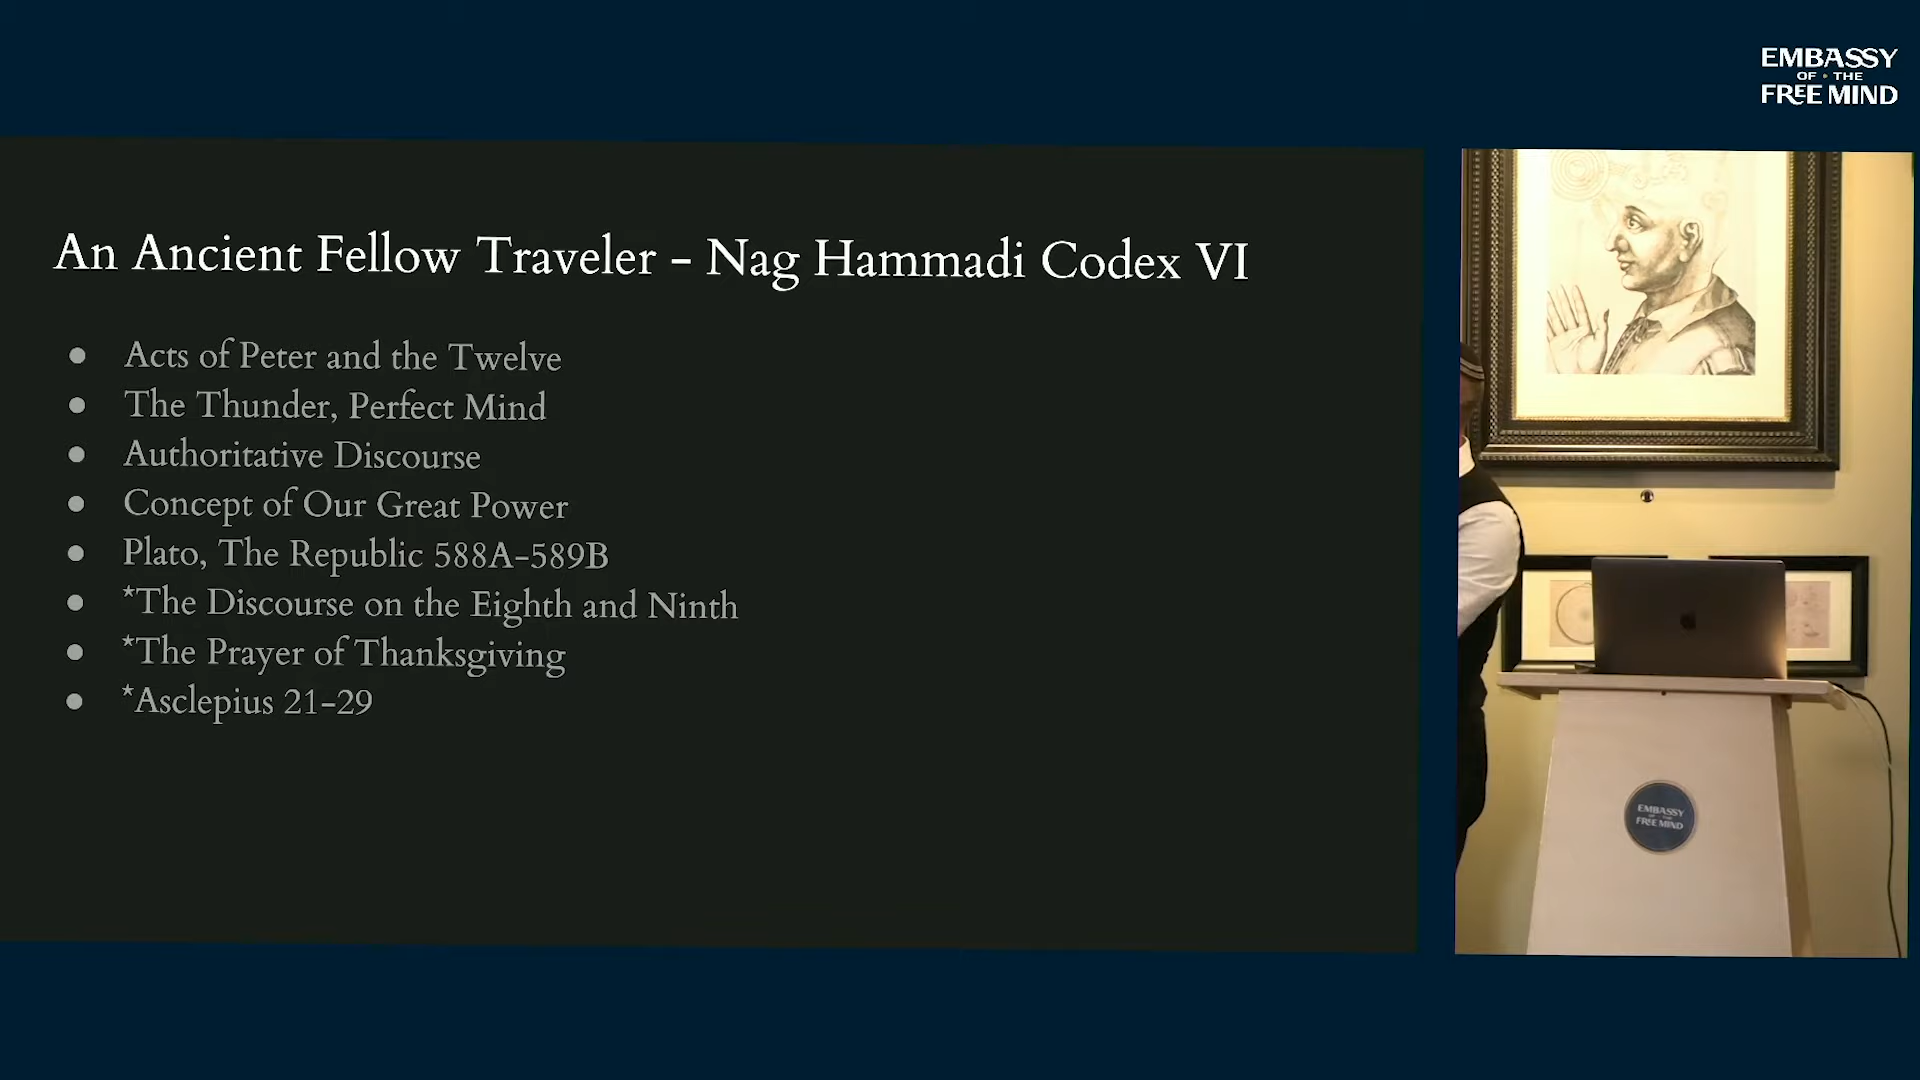 EMBASSY
OF • THE
FREE MIND
An Ancient Fellow Traveler - Nag Hammadi Codex VI
● Acts of Peter and the Twelve
● The Thunder, Perfect Mind
● Authoritative Discourse
● Concept of Our Great Power
● Plato, The Republic 588A-589B
● *The Discourse on the Eighth and Ninth
● *The Prayer of Thanksgiving
● *Asclepius 21-29
EMBASSY
OF • THE
FREE MIND